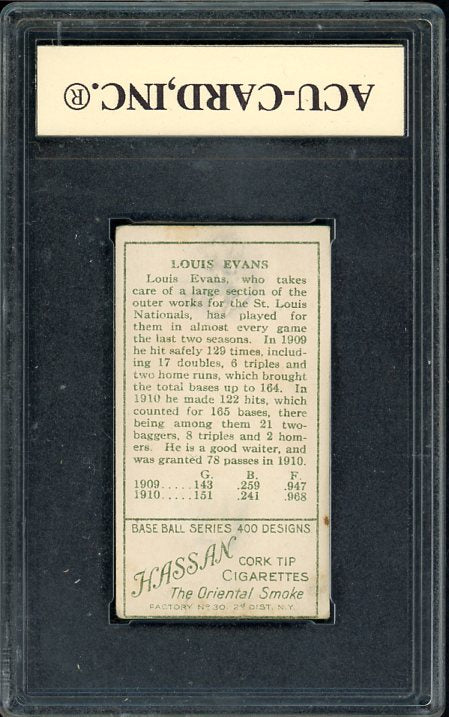 ACU-CARD,INC.®
LOUIS EVANS
Louis Evans, who takes
care of a large section of the
outer works for the St. Louis
Nationals, has played for
them in almost every game
the last two seasons. In 1909
he hit safely 129 times, includ-
ing 17 doubles, 6 triples and
two home runs, which brought
the total bases up to 164. In
1910 he made 122 hits, which
counted for 165 bases, there
being among them 21 two-
baggers, 8 triples and 2 hom-
ers. He is a good waiter, and
was granted 78 passes in 1910.
G. B. F.
1909.....143 .259 .947
1910.....151 .241 .968
BASE BALL SERIES 400 DESIGNS
HASSAN CORK TIP
CIGARETTES
The Oriental Smoke
FACTORY No 30, 2d DIST. N.Y.